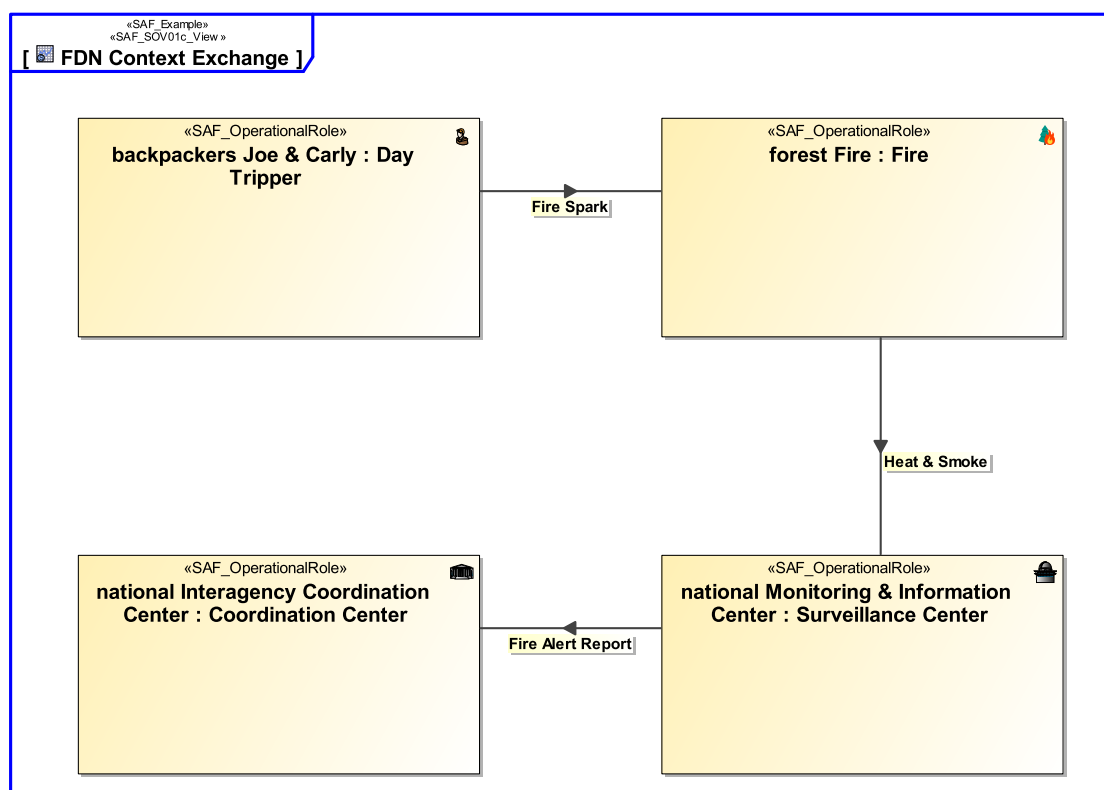 «SAF_Example»
«SAF_SOV01c_View »
[ FDN Context Exchange ]
«SAF_OperationalRole»
backpackers Joe & Carly : Day
Tripper
«SAF_OperationalRole»
forest Fire : Fire
Fire Spark
Heat & Smoke
«SAF_OperationalRole»
national Interagency Coordination
Center : Coordination Center
«SAF_OperationalRole»
national Monitoring & Information
Center : Surveillance Center
Fire Alert Report